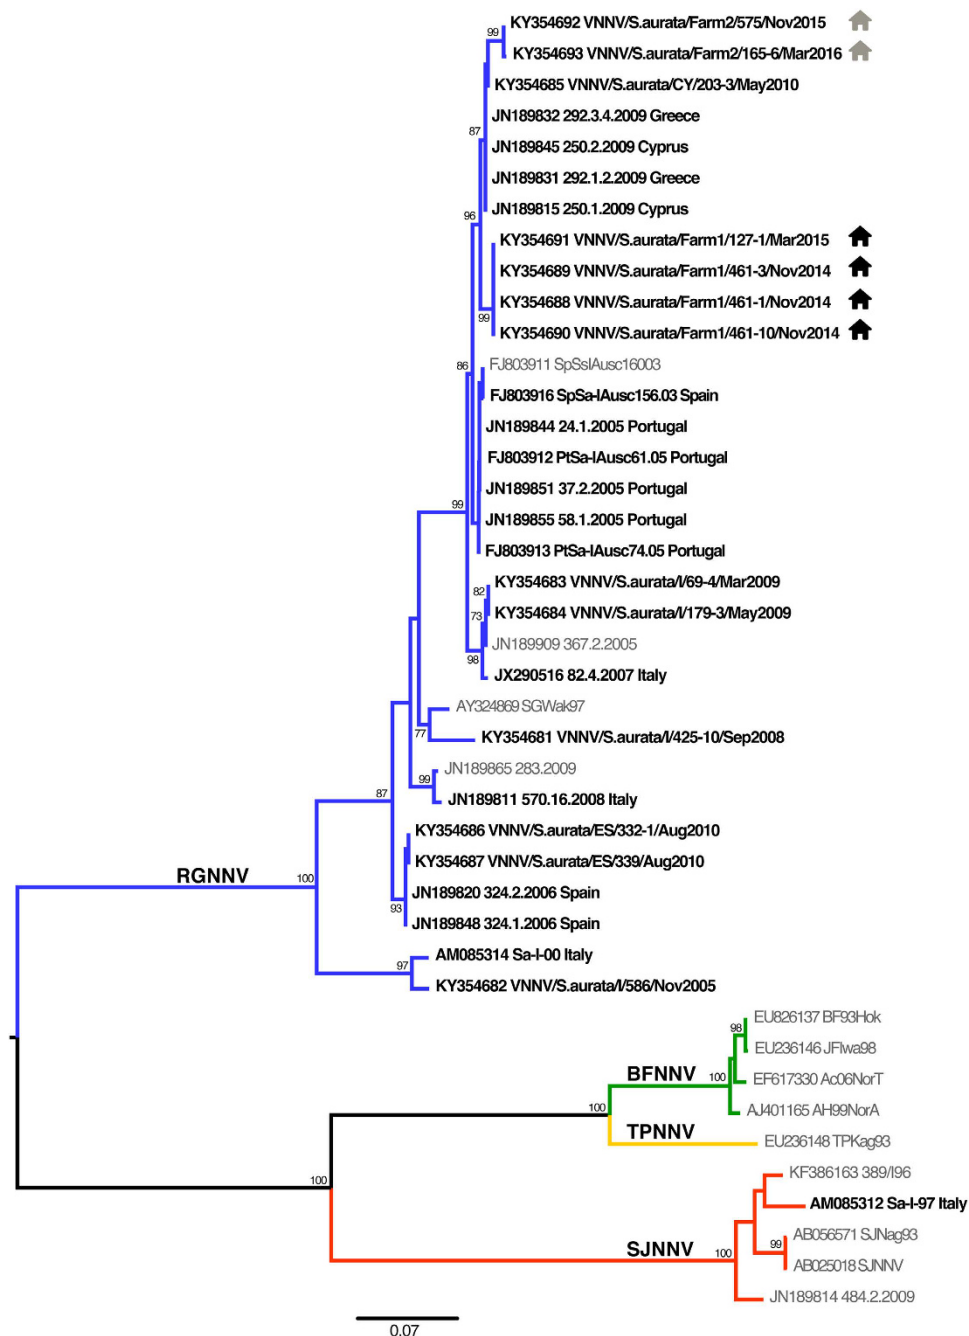 KY354692 VNNV/S.aurata/Farm2/575/Nov2015
99
KY354693 VNNV/S.aurata/Farm2/165-6/Mar2016
KY354685 VNNV/S.aurata/CY/203-3/May2010
JN189832 292.3.4.2009 Greece
87
JN189845 250.2.2009 Cyprus
JN189831 292.1.2.2009 Greece
JN189815 250.1.2009 Cyprus
96
KY354691 VNNV/S.aurata/Farm1/127-1/Mar2015
KY354689 VNNV/S.aurata/Farm1/461-3/Nov2014
KY354688 VNNV/S.aurata/Farm1/461-1/Nov2014
99
KY354690 VNNV/S.aurata/Farm1/461-10/Nov2014
86
FJ803911 SpSsIAusc16003
FJ803916 SpSa-IAusc156.03 Spain
JN189844 24.1.2005 Portugal
FJ803912 PtSa-IAusc61.05 Portugal
JN189851 37.2.2005 Portugal
99
JN189855 58.1.2005 Portugal
FJ803913 PtSa-IAusc74.05 Portugal
KY354683 VNNV/S.aurata/I/69-4/Mar2009
82
KY354684 VNNV/S.aurata/I/179-3/May2009
73
JN189909 367.2.2005
98
JX290516 82.4.2007 Italy
AY324869 SGWak97
77
KY354681 VNNV/S.aurata/I/425-10/Sep2008
JN189865 283.2009
99
87
JN189811 570.16.2008 Italy
KY354686 VNNV/S.aurata/ES/332-1/Aug2010
KY354687 VNNV/S.aurata/ES/339/Aug2010
RGNNV
100
JN189820 324.2.2006 Spain
93
JN189848 324.1.2006 Spain
AM085314 Sa-I-00 Italy
97
KY354682 VNNV/S.aurata/I/586/Nov2005
EU826137 BF93Hok
98
EU236146 JFIwa98
BFNNV
100
EF617330 Ac06NorT
AJ401165 AH99NorA
100
TPNNV
EU236148 TPKag93
100
KF386163 389/I96
AM085312 Sa-I-97 Italy
AB056571 SJNag93
99
SJNNV
100
AB025018 SJNNV
JN189814 484.2.2009
0.07